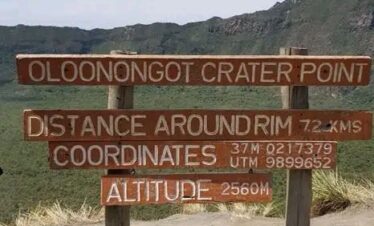 OLOONONGOT CRATER POINT
DISTANCE AROUND RIM 7.2 KMS
COORDINATES 37M 0217379
UTM 9899652
ALTITUDE 2560M